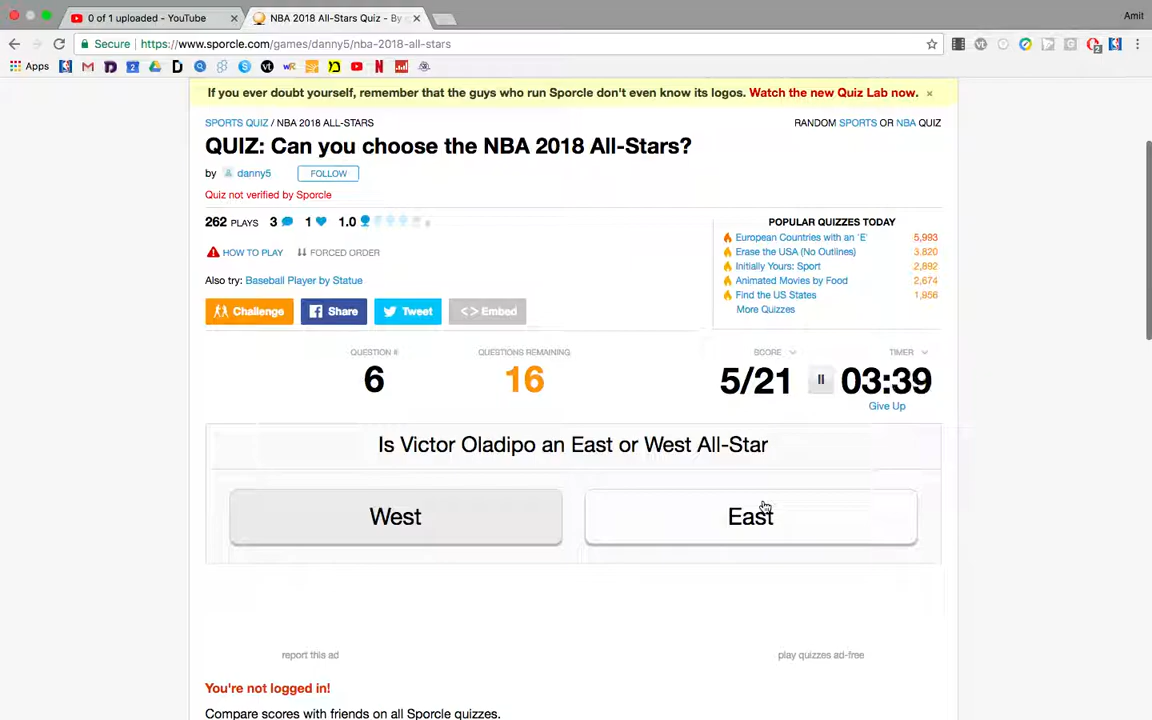 0 of 1 uploaded - YouTube
NBA 2018 All-Stars Quiz - By
Amit
Secure https://www.sporcle.com/games/danny5/nba-2018-all-stars
Apps
If you ever doubt yourself, remember that the guys who run Sporcle don't even know its logos. Watch the new Quiz Lab now. ×
SPORTS QUIZ / NBA 2018 ALL-STARS
RANDOM SPORTS OR NBA QUIZ
QUIZ: Can you choose the NBA 2018 All-Stars?
by danny5 FOLLOW
Quiz not verified by Sporcle
262 PLAYS 3 1 1.0
HOW TO PLAY FORCED ORDER
Also try: Baseball Player by Statue
Challenge Share Tweet <> Embed
POPULAR QUIZZES TODAY
European Countries with an 'E' 5,993
Erase the USA (No Outlines) 3,820
Initially Yours: Sport 2,892
Animated Movies by Food 2,674
Find the US States 1,856
More Quizzes
QUESTION # QUESTIONS REMAINING SCORE TIMER
6 16 5/21 03:39
Give Up
Is Victor Oladipo an East or West All-Star
West East
report this ad play quizzes ad-free
You're not logged in!
Compare scores with friends on all Sporcle quizzes.